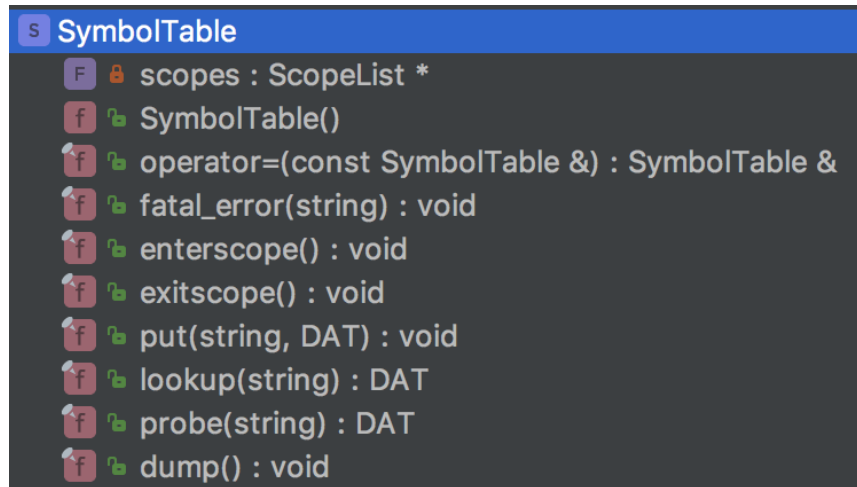 S SymbolTable
F scopes : ScopeList *
f SymbolTable()
f operator=(const SymbolTable &) : SymbolTable &
f fatal_error(string) : void
f enterscope() : void
f exitscope() : void
f put(string, DAT) : void
f lookup(string) : DAT
f probe(string) : DAT
f dump() : void